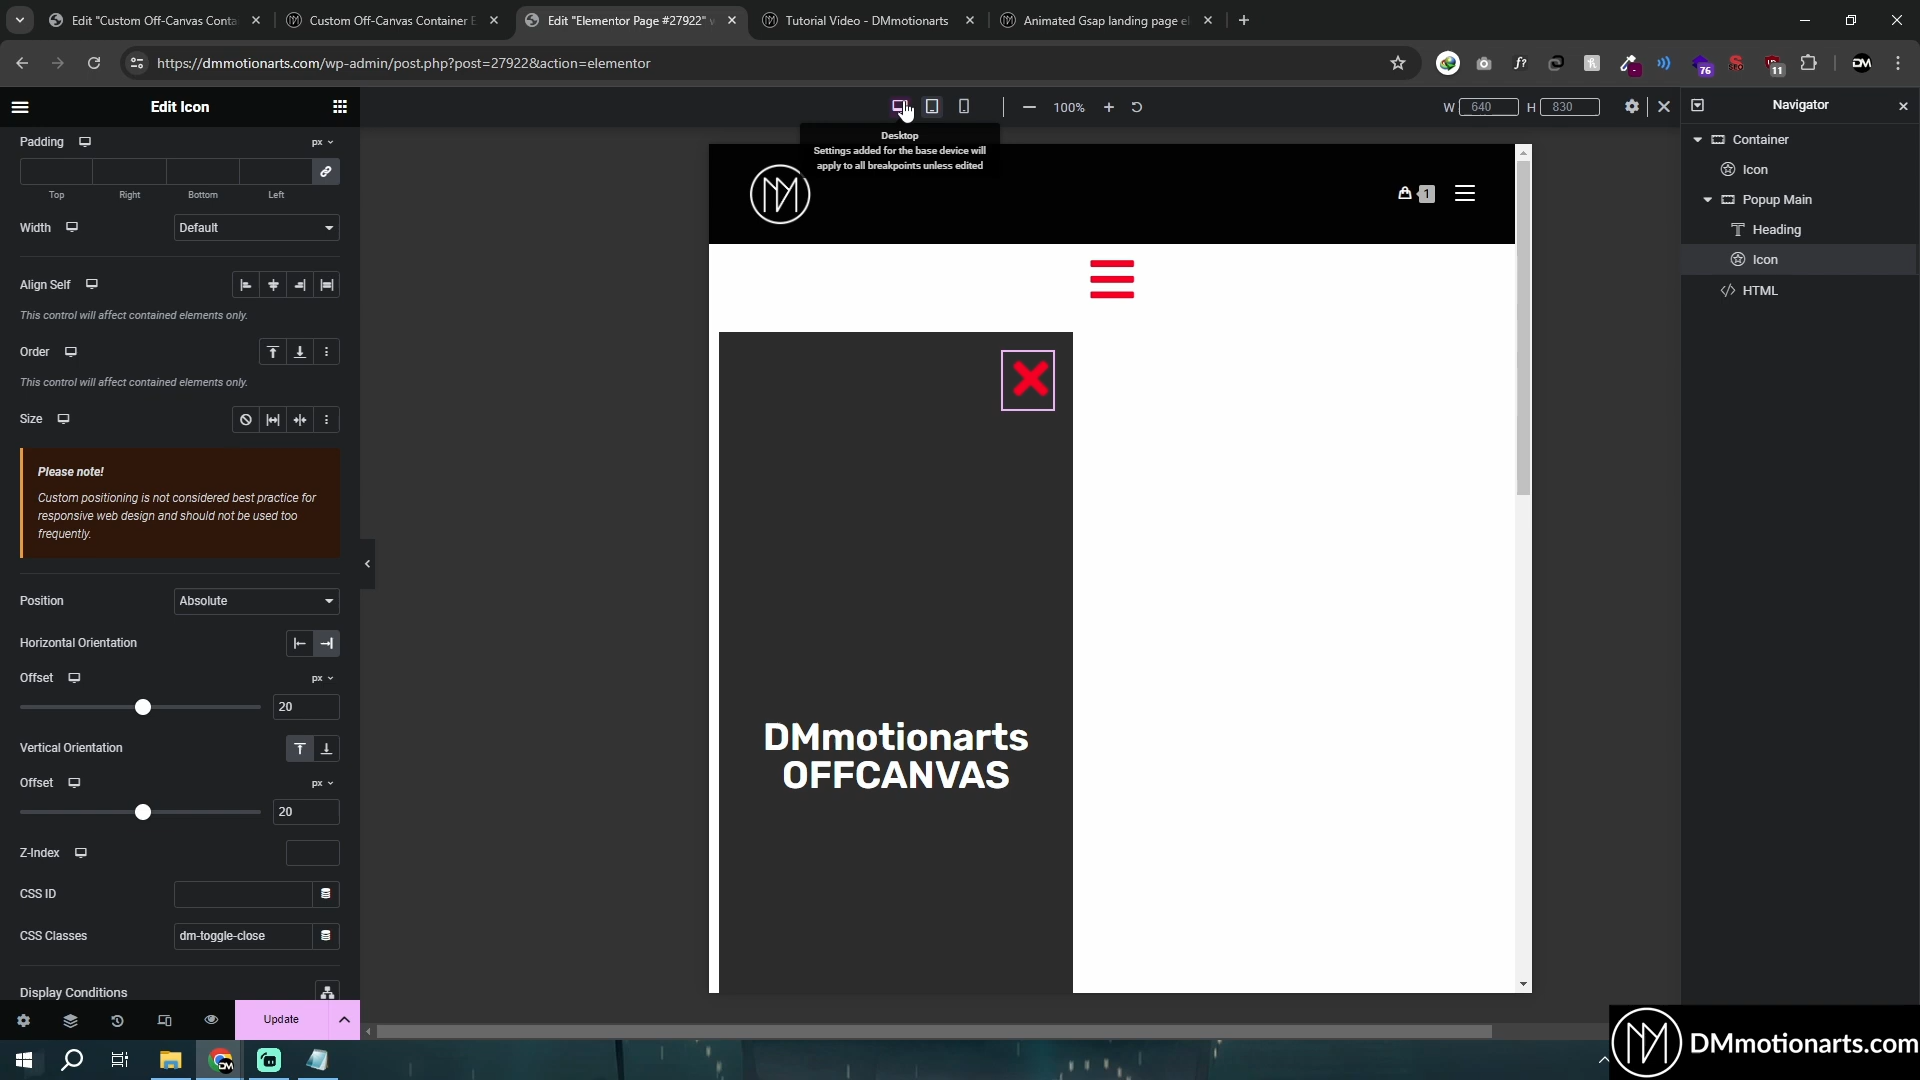 Edit "Custom Off-Canvas Conta
Custom Off-Canvas Container E
Edit "Elementor Page #27922" w
Tutorial Video - DMmotionarts
Animated Gsap landing page el
https://dmmotionarts.com/wp-admin/post.php?post=27922&action=elementor
76
11
Edit Icon
100%
W 640 H 830
Navigator
Desktop
Settings added for the base device will
apply to all breakpoints unless edited
Padding px
Top Right Bottom Left
Width Default
Align Self
This control will affect contained elements only.
Order
This control will affect contained elements only.
Size
Please note!
Custom positioning is not considered best practice for
responsive web design and should not be used too
frequently.
Position Absolute
Horizontal Orientation
Offset px
20
Vertical Orientation
Offset px
20
Z-Index
CSS ID
CSS Classes dm-toggle-close
Display Conditions
Update
1
DMmotionarts
OFFCANVAS
Container
Icon
Popup Main
Heading
Icon
HTML
DMmotionarts.com